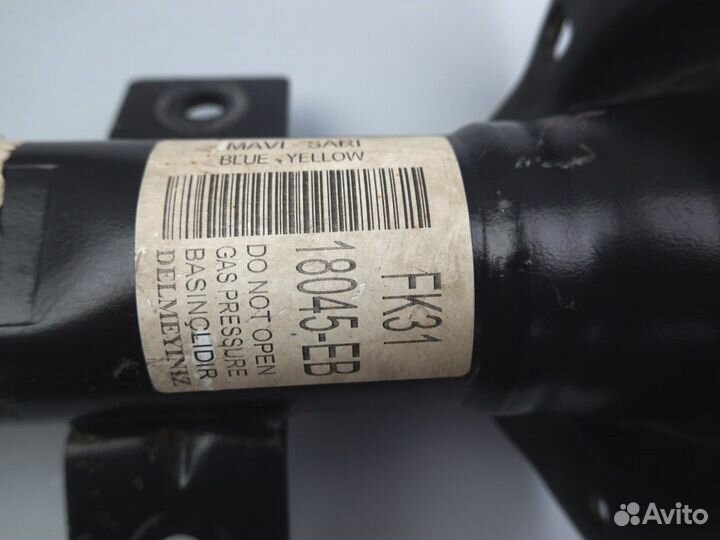 MAVI SARI
BLUE YELLOW
FK31
18045-EB
DO NOT OPEN
GAS PRESSURE
BASINÇLIDIR
DELMEYINIZ
Avito